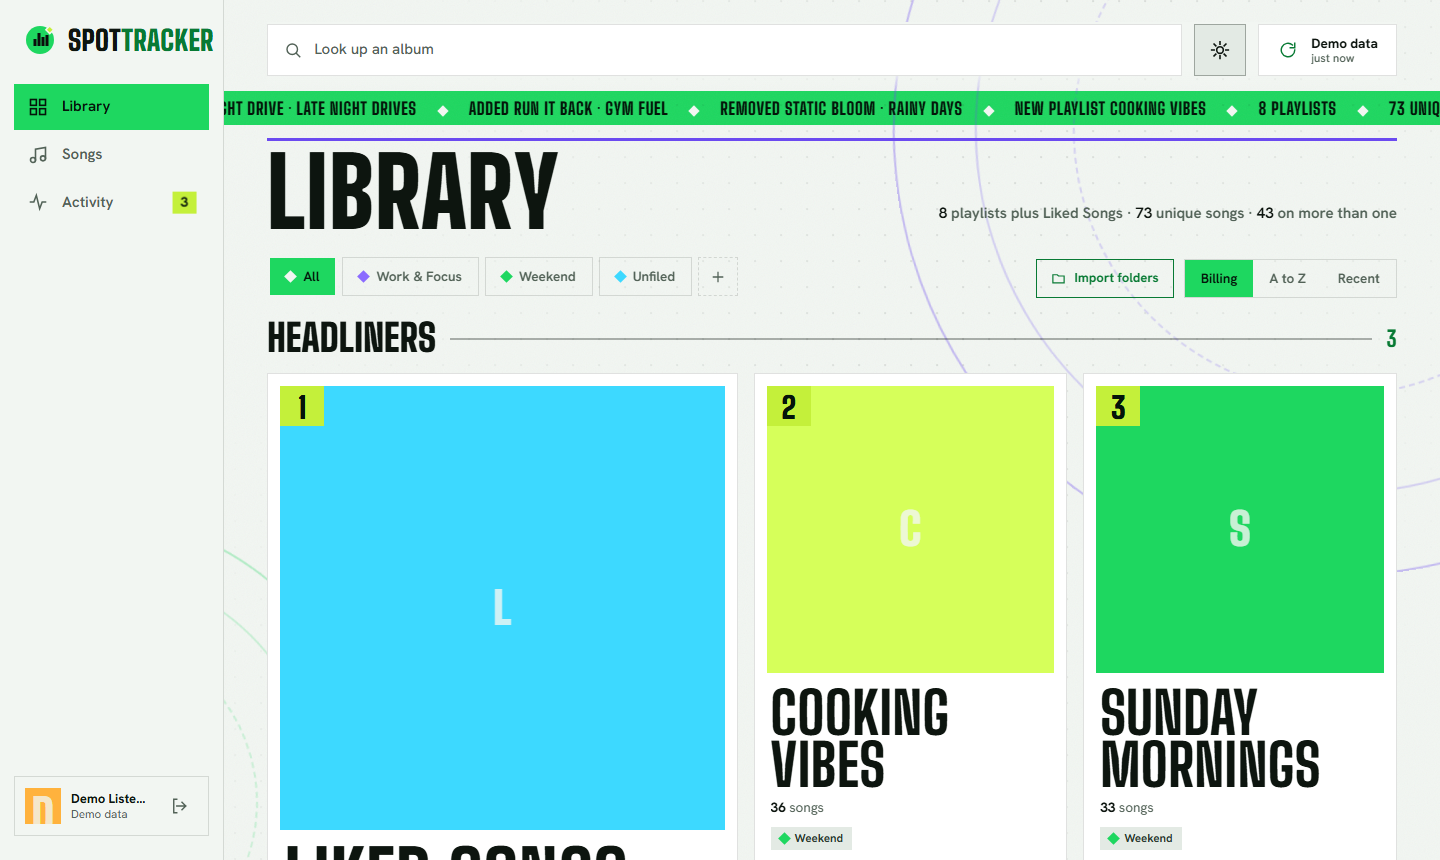 SPOTTRACKER
Library
Songs
Activity 3
Demo Liste...
Demo data
Look up an album
Demo data
just now
GHT DRIVE · LATE NIGHT DRIVES ◆ ADDED RUN IT BACK · GYM FUEL ◆ REMOVED STATIC BLOOM · RAINY DAYS ◆ NEW PLAYLIST COOKING VIBES ◆ 8 PLAYLISTS ◆ 73 UNIQ
LIBRARY
8 playlists plus Liked Songs · 73 unique songs · 43 on more than one
All Work & Focus Weekend Unfiled +
Import folders Billing A to Z Recent
HEADLINERS 3
1
L
LIKED SONGS
2
C
COOKING
VIBES
36 songs
Weekend
3
S
SUNDAY
MORNINGS
33 songs
Weekend